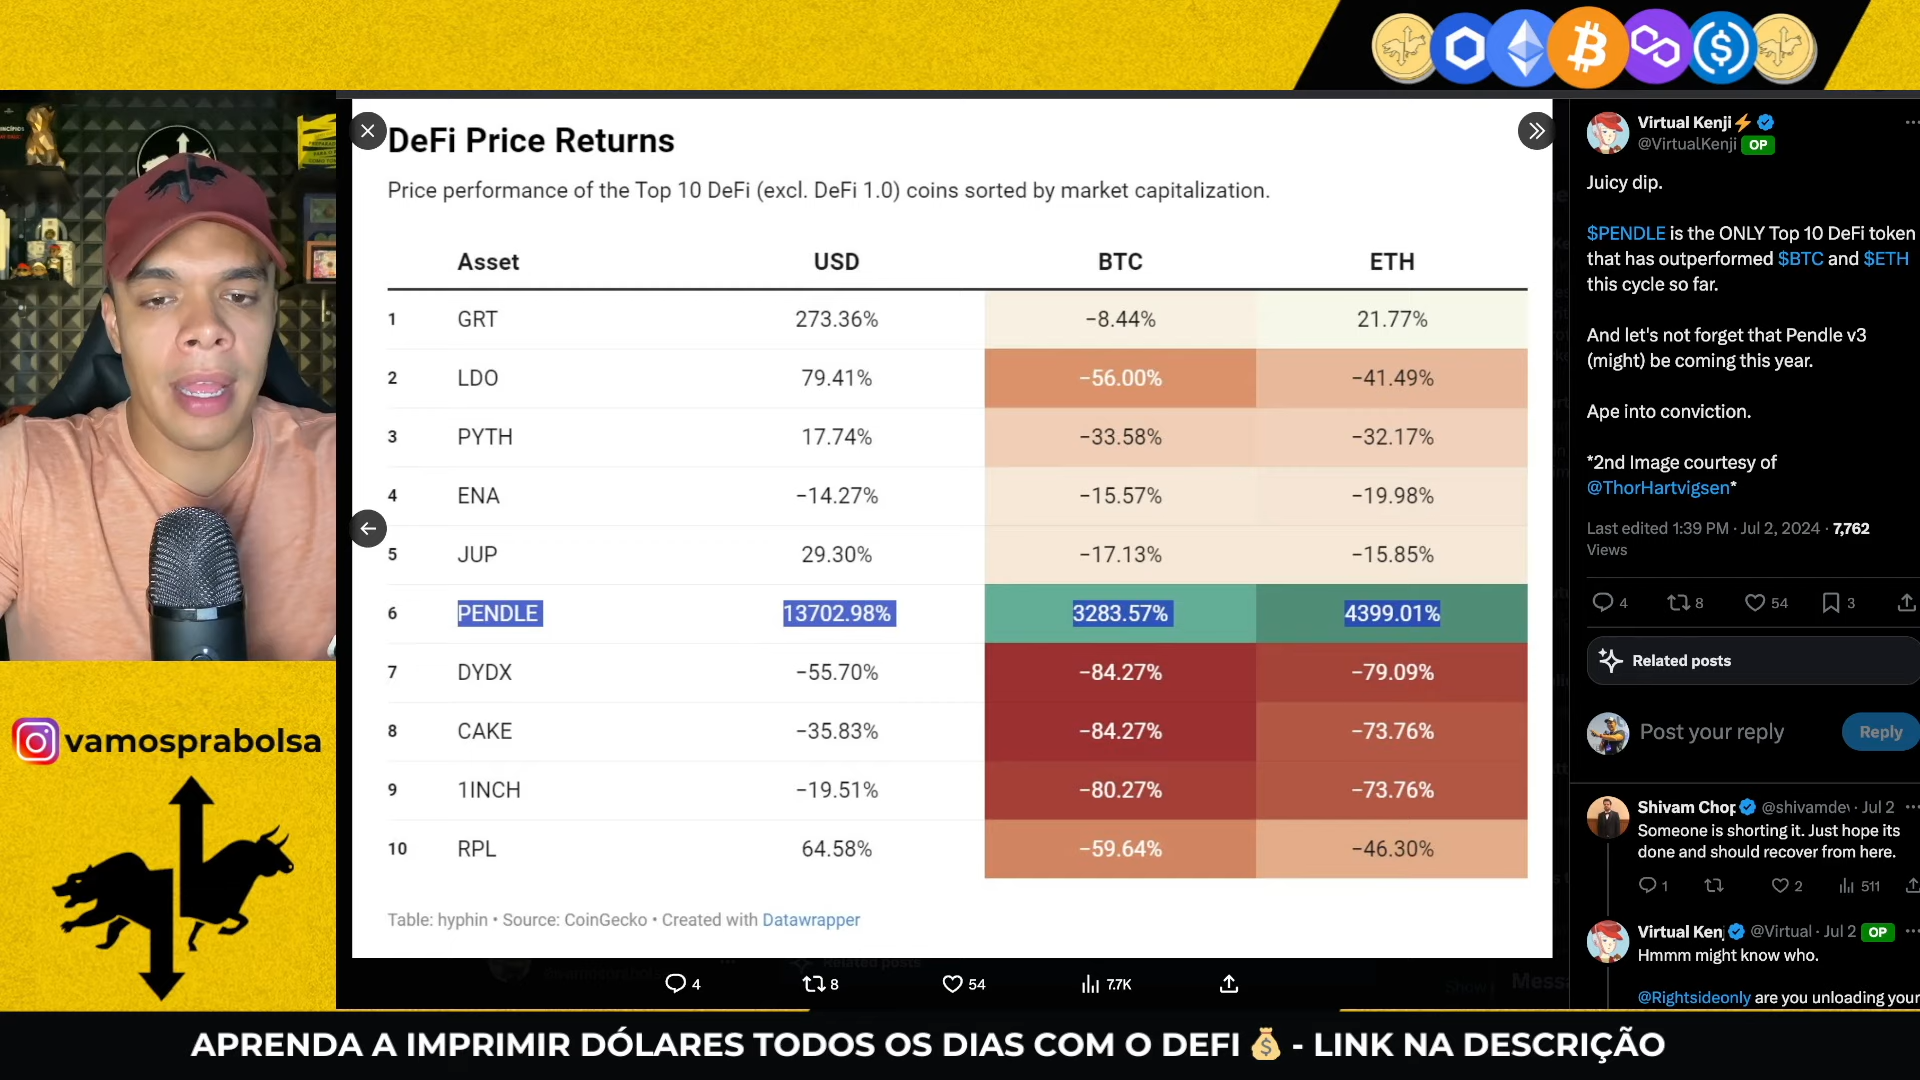 DeFi Price Returns
Price performance of the Top 10 DeFi (excl. DeFi 1.0) coins sorted by market capitalization.
Asset USD BTC ETH
1 GRT 273.36% −8.44% 21.77%
2 LDO 79.41% −56.00% −41.49%
3 PYTH 17.74% −33.58% −32.17%
4 ENA −14.27% −15.57% −19.98%
5 JUP 29.30% −17.13% −15.85%
6 PENDLE 13702.98% 3283.57% 4399.01%
7 DYDX −55.70% −84.27% −79.09%
8 CAKE −35.83% −84.27% −73.76%
9 1INCH −19.51% −80.27% −73.76%
10 RPL 64.58% −59.64% −46.30%
Table: hyphin • Source: CoinGecko • Created with Datawrapper
4 8 54 7.7K
Virtual Kenji
@VirtualKenji OP
Juicy dip.
$PENDLE is the ONLY Top 10 DeFi token
that has outperformed $BTC and $ETH
this cycle so far.
And let's not forget that Pendle v3
(might) be coming this year.
Ape into conviction.
*2nd Image courtesy of
@ThorHartvigsen*
Last edited 1:39 PM · Jul 2, 2024 · 7,762
Views
4 8 54 3
Related posts
Post your reply Reply
Shivam Chop @shivamdev · Jul 2
Someone is shorting it. Just hope its
done and should recover from here.
1 2 511
Virtual Kenj @Virtual · Jul 2 OP
Hmmm might know who.
@Rightsideonly are you unloading your
vamosprabolsa
APRENDA A IMPRIMIR DÓLARES TODOS OS DIAS COM O DEFI 💰 - LINK NA DESCRIÇÃO